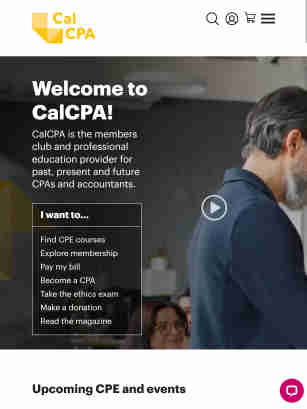 Cal
CPA
Welcome to
CalCPA!
CalCPA is the members
club and professional
education provider for
past, present and future
CPAs and accountants.
I want to...
Find CPE courses
Explore membership
Pay my bill
Become a CPA
Take the ethics exam
Make a donation
Read the magazine
Upcoming CPE and events